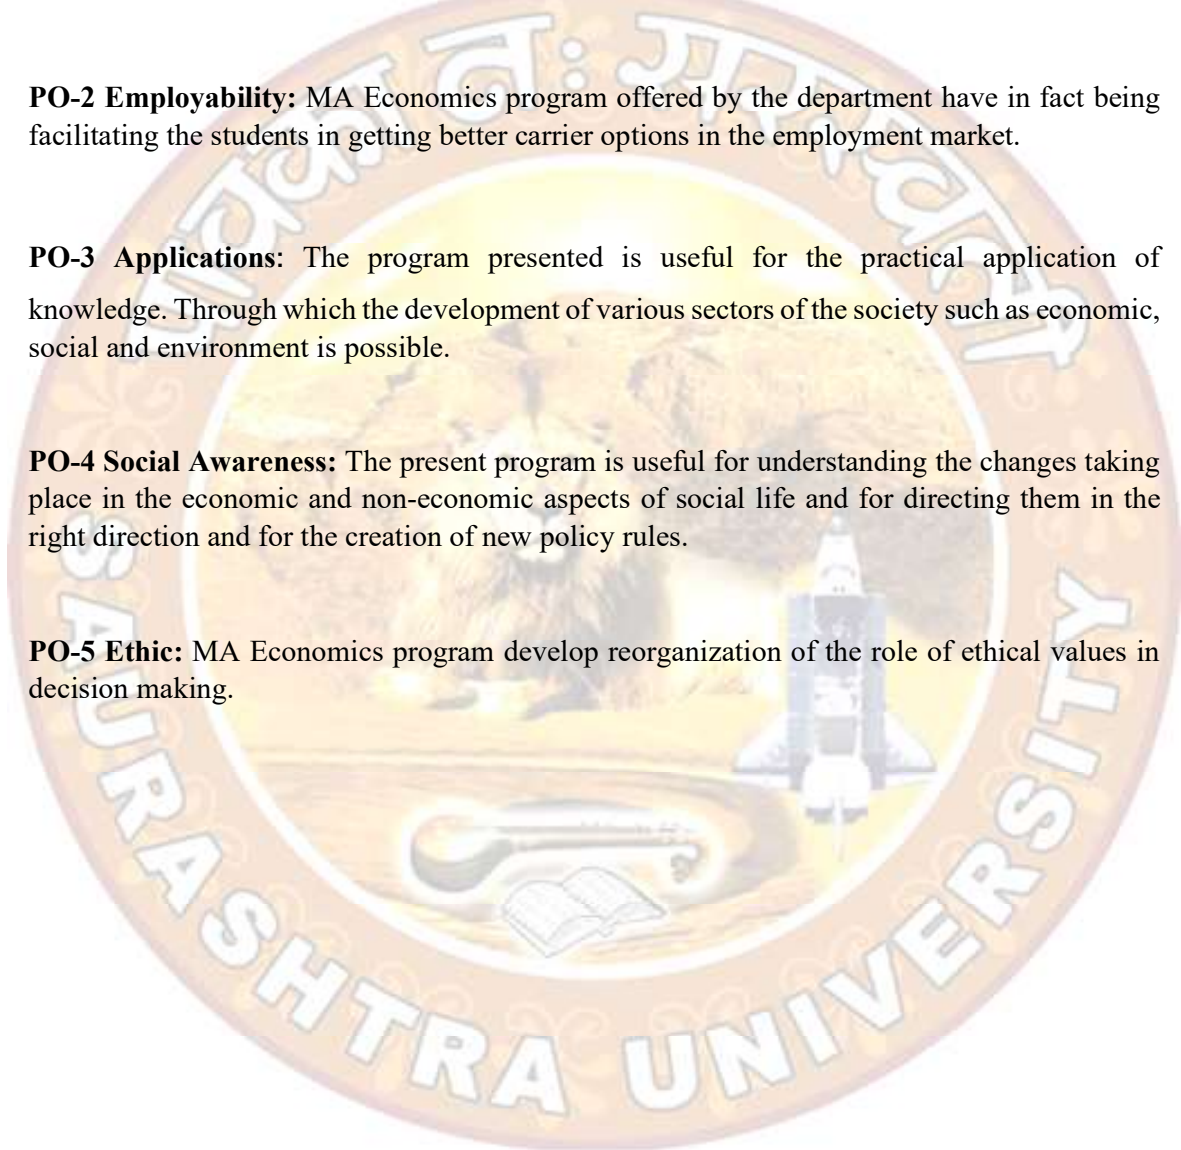 पावका नः सरस्वती
PO-2 Employability: MA Economics program offered by the department have in fact being
facilitating the students in getting better carrier options in the employment market.
PO-3 Applications: The program presented is useful for the practical application of
knowledge. Through which the development of various sectors of the society such as economic,
social and environment is possible.
PO-4 Social Awareness: The present program is useful for understanding the changes taking
place in the economic and non-economic aspects of social life and for directing them in the
right direction and for the creation of new policy rules.
PO-5 Ethic: MA Economics program develop reorganization of the role of ethical values in
decision making.
SAURASHTRA UNIVERSITY